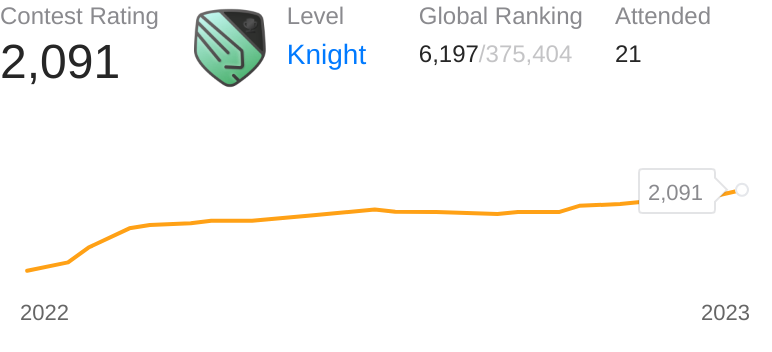 Contest Rating
2,091
Level
Knight
Global Ranking
6,197/375,404
Attended
21
2,091
2022
2023